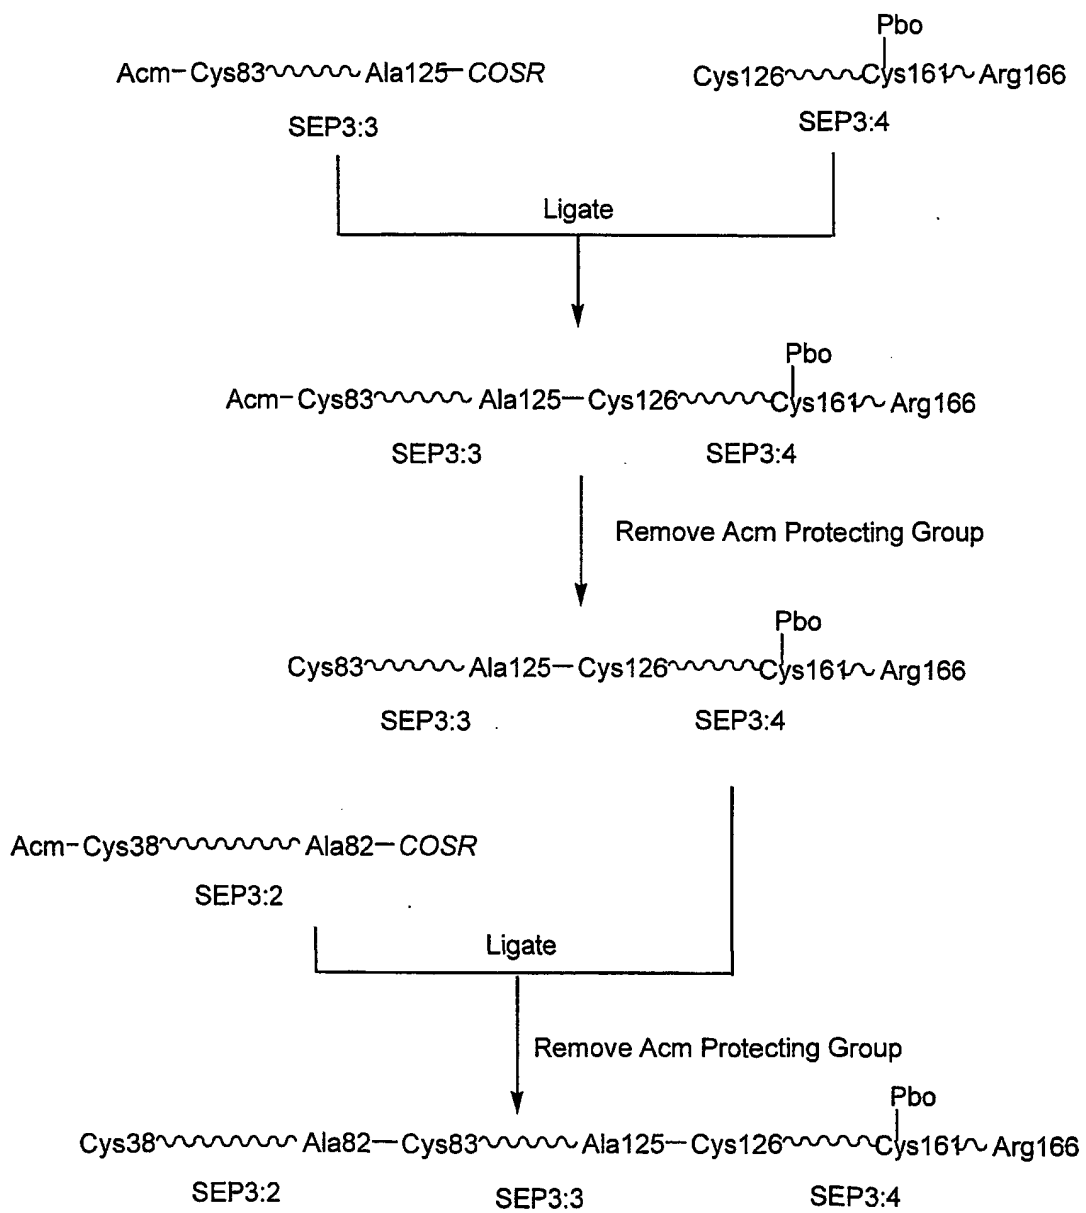 Pbo
Acm-Cys83 Ala125-COSR Cys126 Cys161 Arg166
SEP3:3 SEP3:4
Ligate
Pbo
Acm-Cys83 Ala125-Cys126 Cys161 Arg166
SEP3:3 SEP3:4
Remove Acm Protecting Group
Pbo
Cys83 Ala125-Cys126 Cys161 Arg166
SEP3:3 SEP3:4
Acm-Cys38 Ala82-COSR
SEP3:2
Ligate
Remove Acm Protecting Group
Pbo
Cys38 Ala82-Cys83 Ala125-Cys126 Cys161 Arg166
SEP3:2 SEP3:3 SEP3:4